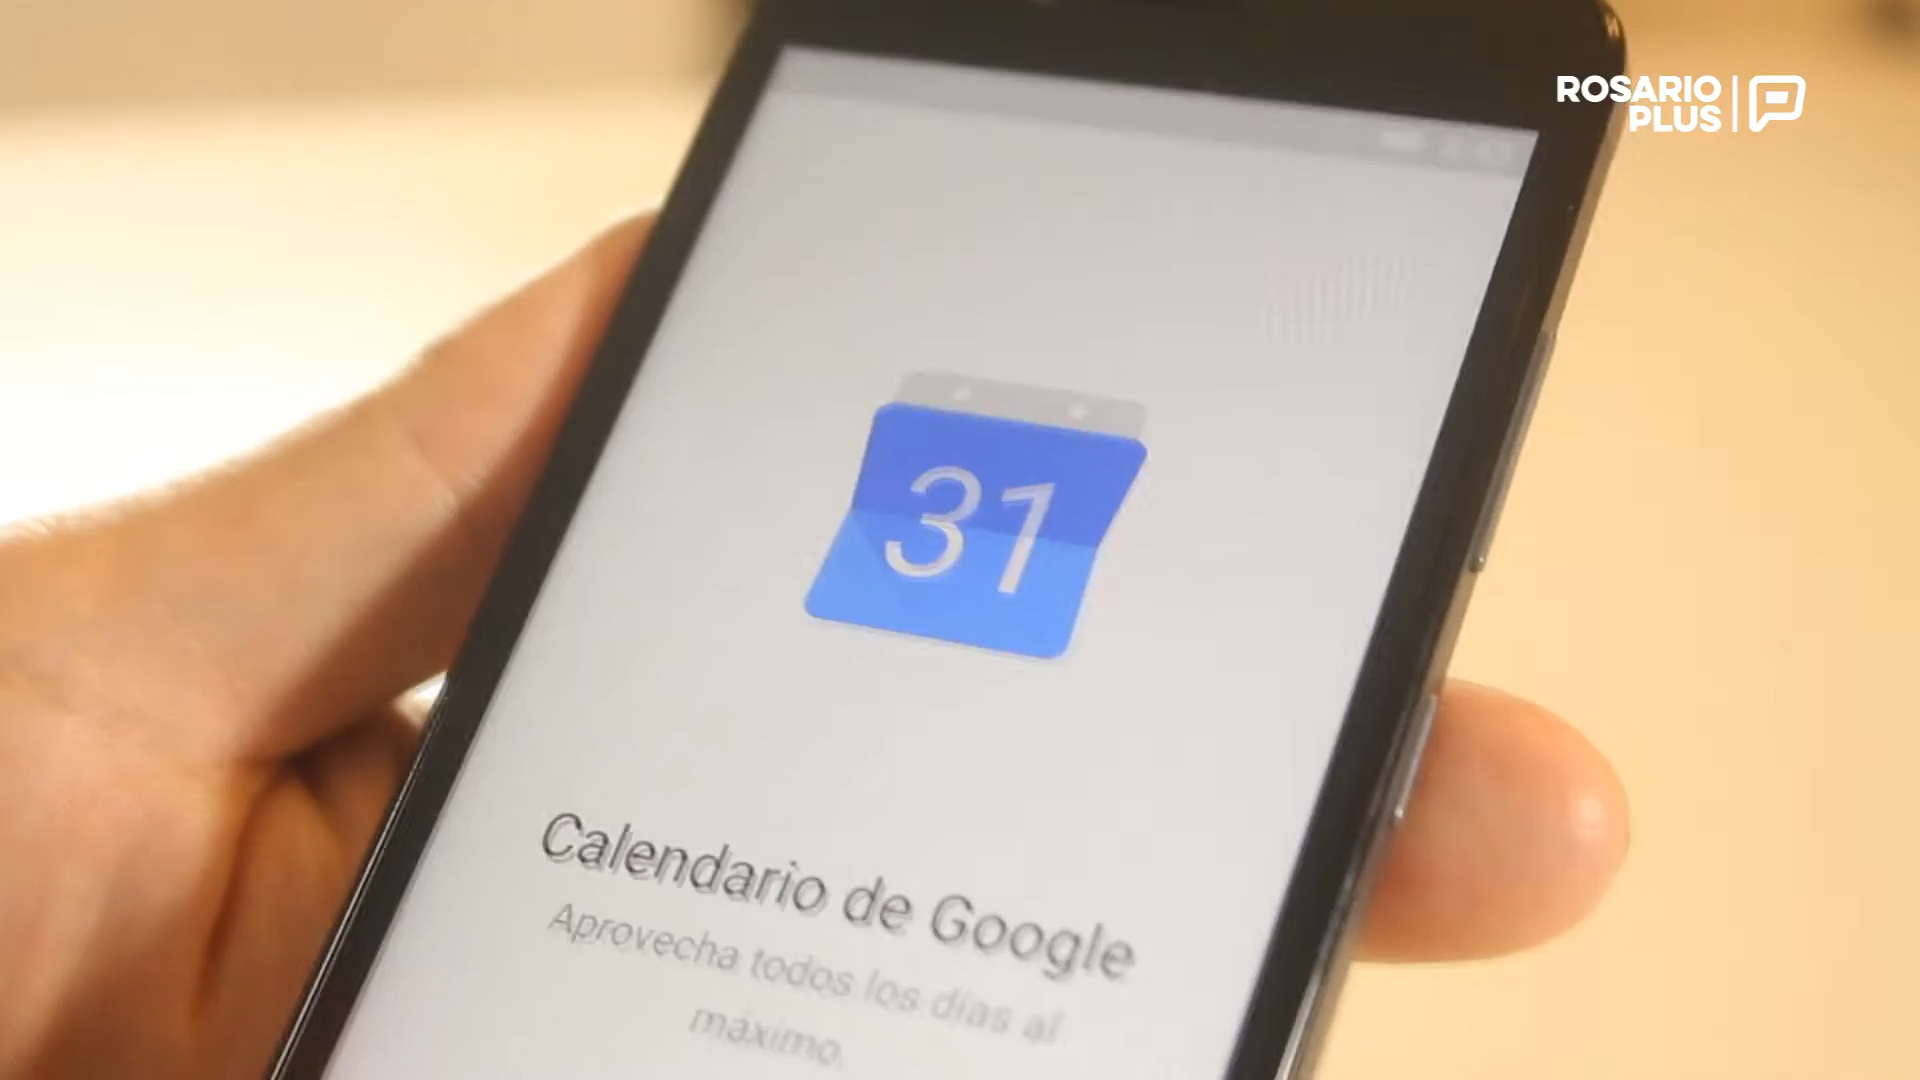 ROSARIO
PLUS
31
Calendario de Google
Aprovecha todos los días al
máximo.